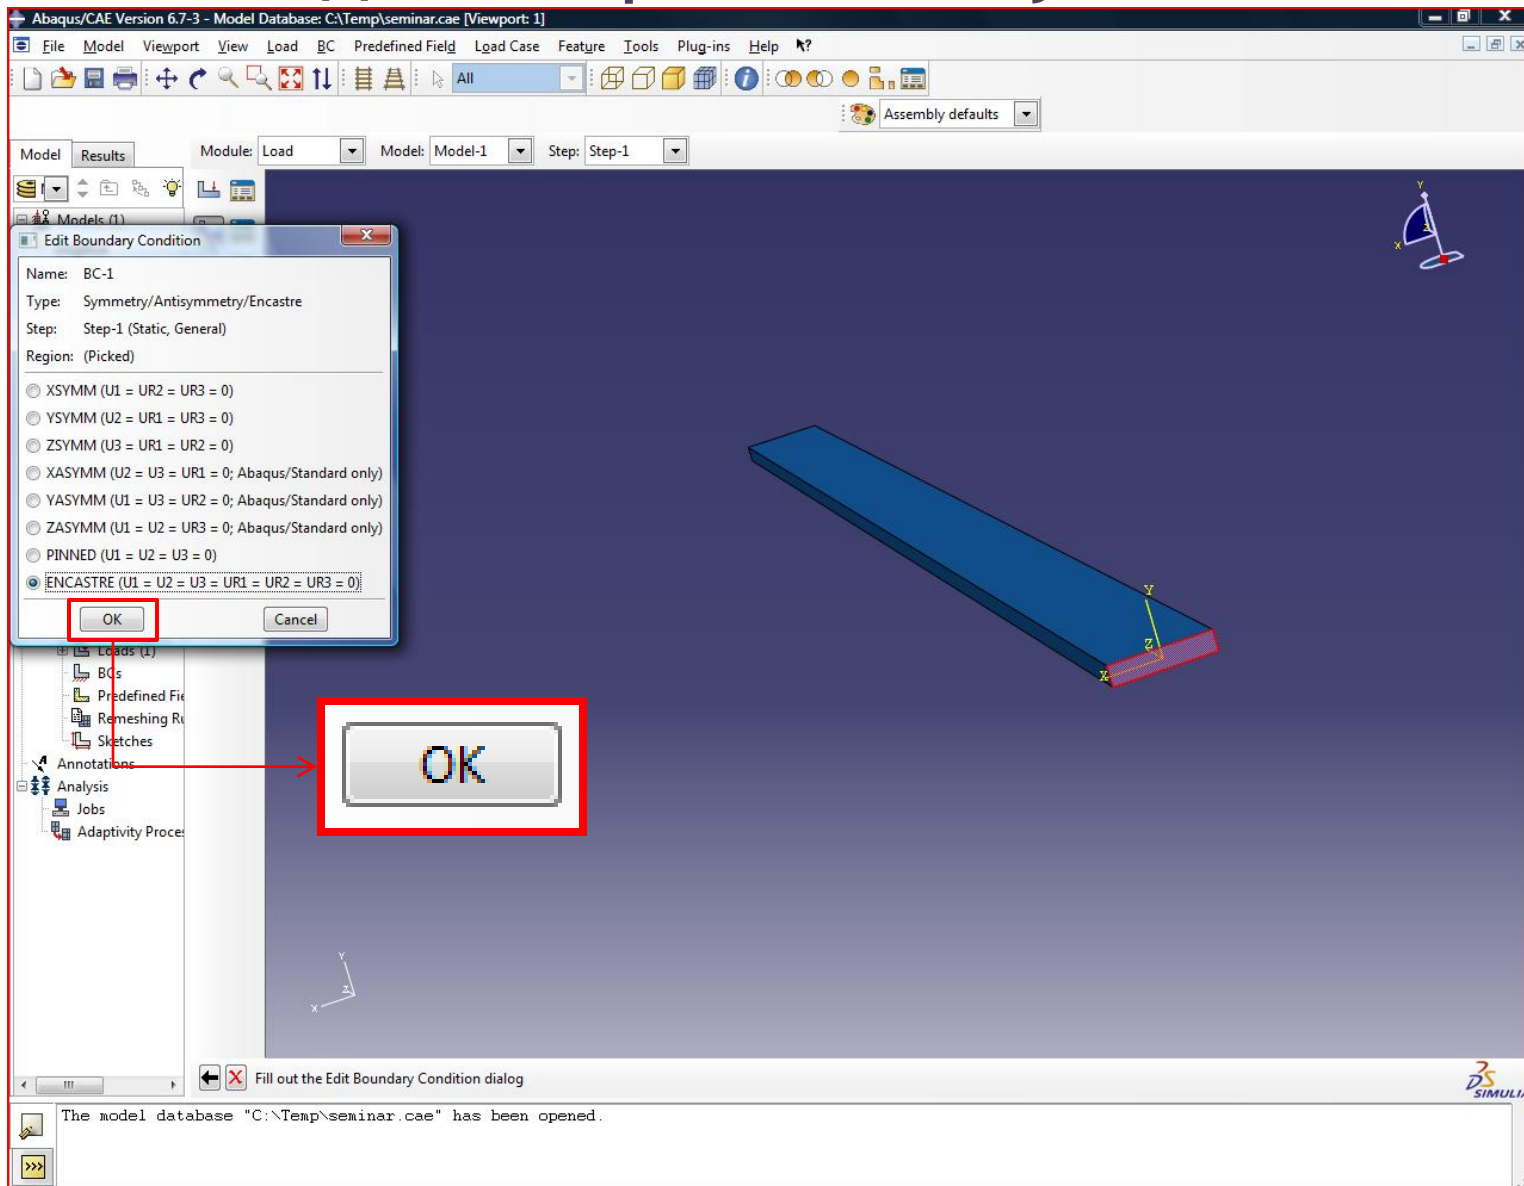 Abaqus/CAE Version 6.7-3 - Model Database: C:\Temp\seminar.cae [Viewport: 1]
File Model Viewport View Load BC Predefined Field Load Case Feature Tools Plug-ins Help
All
Assembly defaults
Model Results
Module: Load Model: Model-1 Step: Step-1
Models (1)
Edit Boundary Condition
Name: BC-1
Type: Symmetry/Antisymmetry/Encastre
Step: Step-1 (Static, General)
Region: (Picked)
XSYMM (U1 = UR2 = UR3 = 0)
YSYMM (U2 = UR1 = UR3 = 0)
ZSYMM (U3 = UR1 = UR2 = 0)
XASYMM (U2 = U3 = UR1 = 0; Abaqus/Standard only)
YASYMM (U1 = U3 = UR2 = 0; Abaqus/Standard only)
ZASYMM (U1 = U2 = UR3 = 0; Abaqus/Standard only)
PINNED (U1 = U2 = U3 = 0)
ENCASTRE (U1 = U2 = U3 = UR1 = UR2 = UR3 = 0)
OK Cancel
Loads (1)
BCs
Predefined Fie
Remeshing Ru
Sketches
Annotations
Analysis
Jobs
Adaptivity Proces
OK
Y
X
Z
Y
Z
X
Y
Z
X
Fill out the Edit Boundary Condition dialog
SIMULIA
The model database "C:\Temp\seminar.cae" has been opened.
>>>